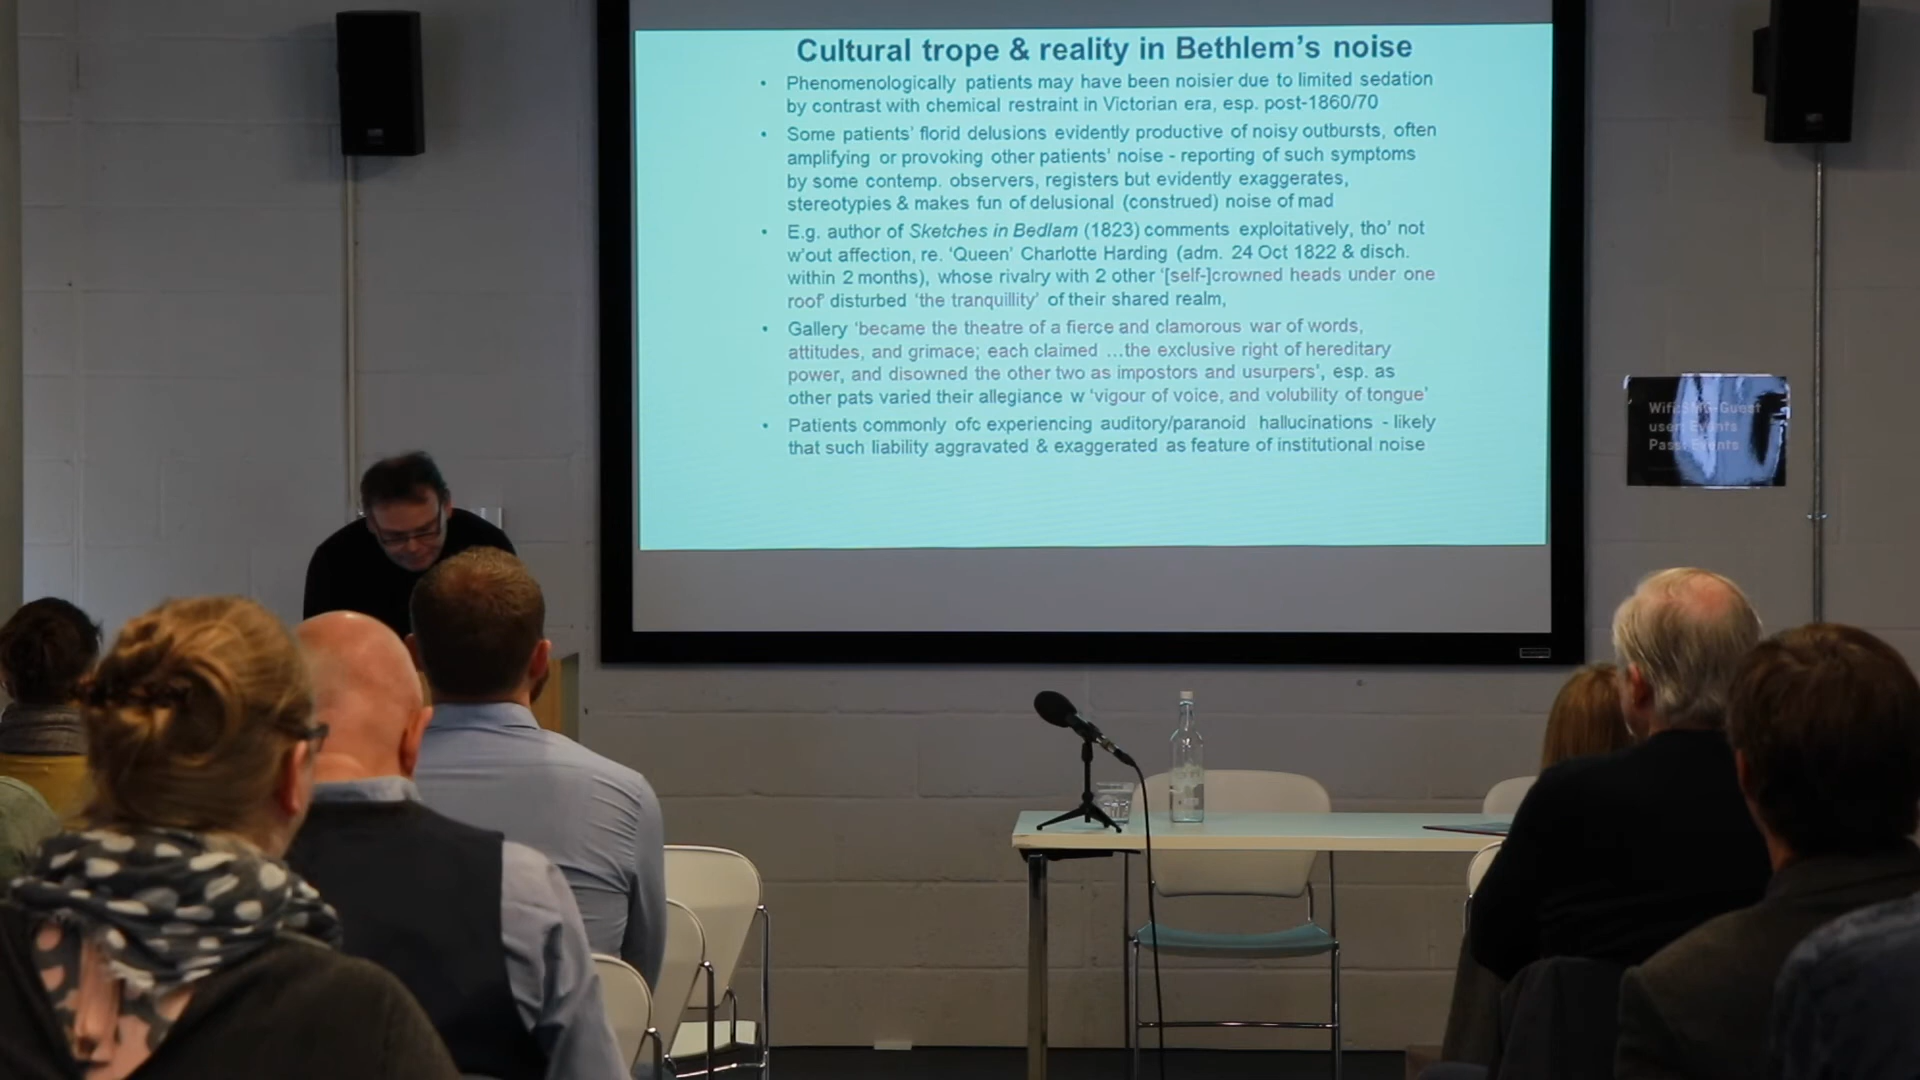 Cultural trope & reality in Bethlem's noise
• Phenomenologically patients may have been noisier due to limited sedation
by contrast with chemical restraint in Victorian era, esp. post-1860/70
• Some patients' florid delusions evidently productive of noisy outbursts, often
amplifying or provoking other patients' noise - reporting of such symptoms
by some contemp. observers, registers but evidently exaggerates,
stereotypies & makes fun of delusional (construed) noise of mad
• E.g. author of Sketches in Bedlam (1823) comments exploitatively, tho' not
w'out affection, re. 'Queen' Charlotte Harding (adm. 24 Oct 1822 & disch.
within 2 months), whose rivalry with 2 other '[self-]crowned heads under one
roof' disturbed 'the tranquillity' of their shared realm,
• Gallery 'became the theatre of a fierce and clamorous war of words,
attitudes, and grimace; each claimed ...the exclusive right of hereditary
power, and disowned the other two as impostors and usurpers', esp. as
other pats varied their allegiance w 'vigour of voice, and volubility of tongue'
• Patients commonly ofc experiencing auditory/paranoid hallucinations - likely
that such liability aggravated & exaggerated as feature of institutional noise
Guest